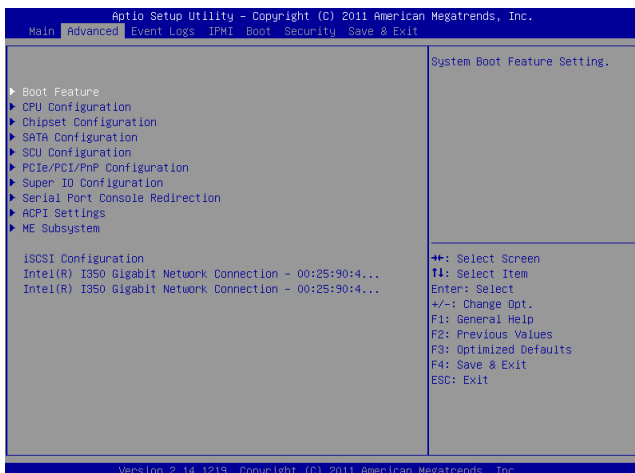 Aptio Setup Utility – Copyright (C) 2011 American Megatrends, Inc.
Main Advanced Event Logs IPMI Boot Security Save & Exit
System Boot Feature Setting.
▶ Boot Feature
▶ CPU Configuration
▶ Chipset Configuration
▶ SATA Configuration
▶ SCU Configuration
▶ PCIe/PCI/PnP Configuration
▶ Super IO Configuration
▶ Serial Port Console Redirection
▶ ACPI Settings
▶ ME Subsystem
iSCSI Configuration
Intel(R) I350 Gigabit Network Connection – 00:25:90:4...
Intel(R) I350 Gigabit Network Connection – 00:25:90:4...
→←: Select Screen
↑↓: Select Item
Enter: Select
+/-: Change Opt.
F1: General Help
F2: Previous Values
F3: Optimized Defaults
F4: Save & Exit
ESC: Exit
Version 2.14.1219. Copyright (C) 2011 American Megatrends, Inc.